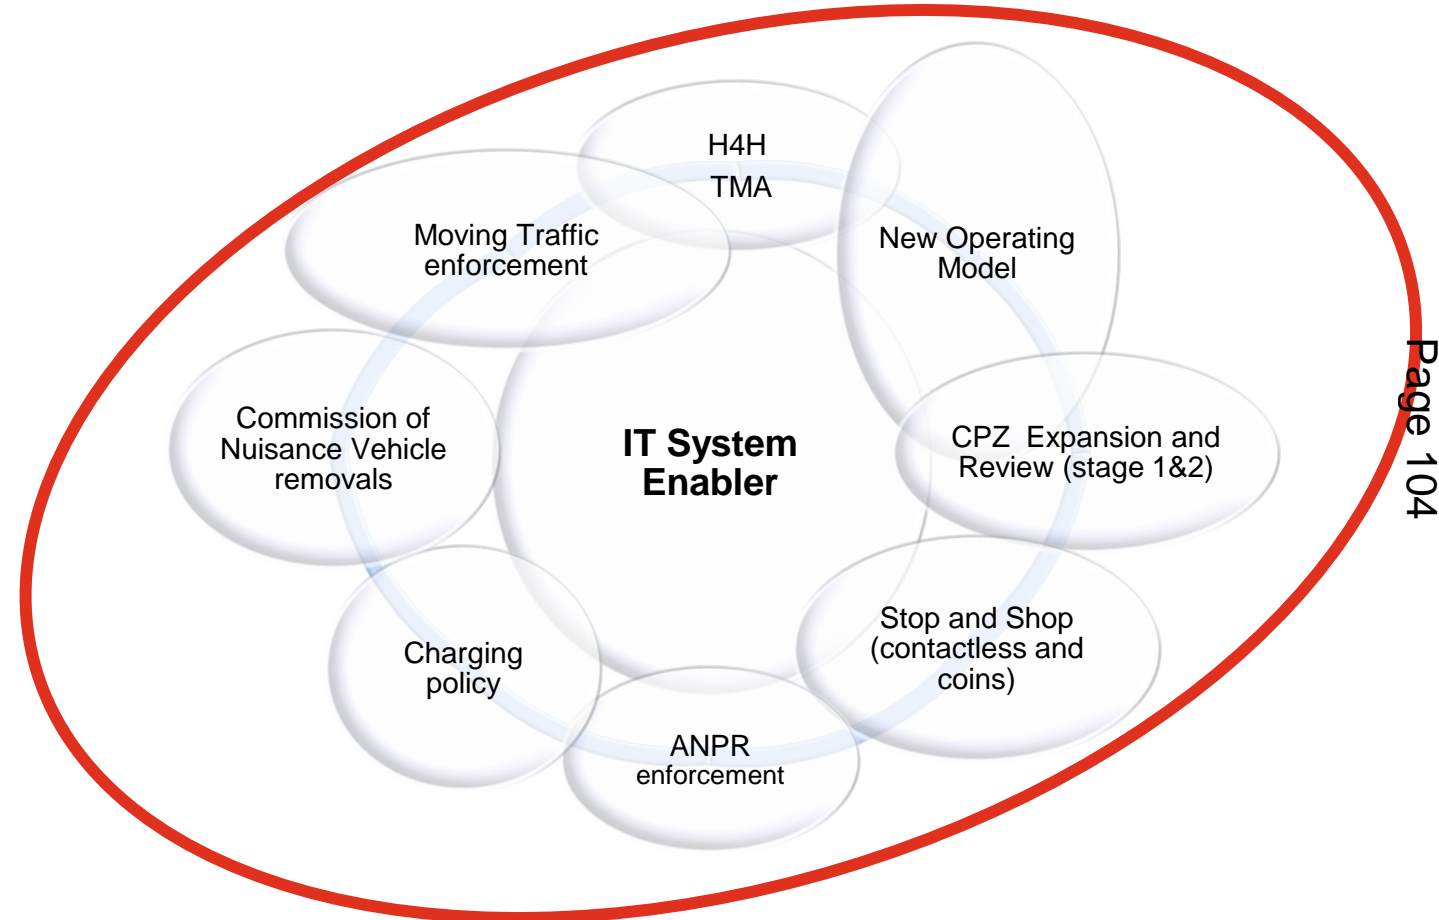 H4H
TMA
Moving Traffic
enforcement
New Operating
Model
Commission of
Nuisance Vehicle
removals
IT System
Enabler
CPZ  Expansion and
Review (stage 1&2)
Stop and Shop
(contactless and
coins)
Charging
policy
ANPR
enforcement
Page 104